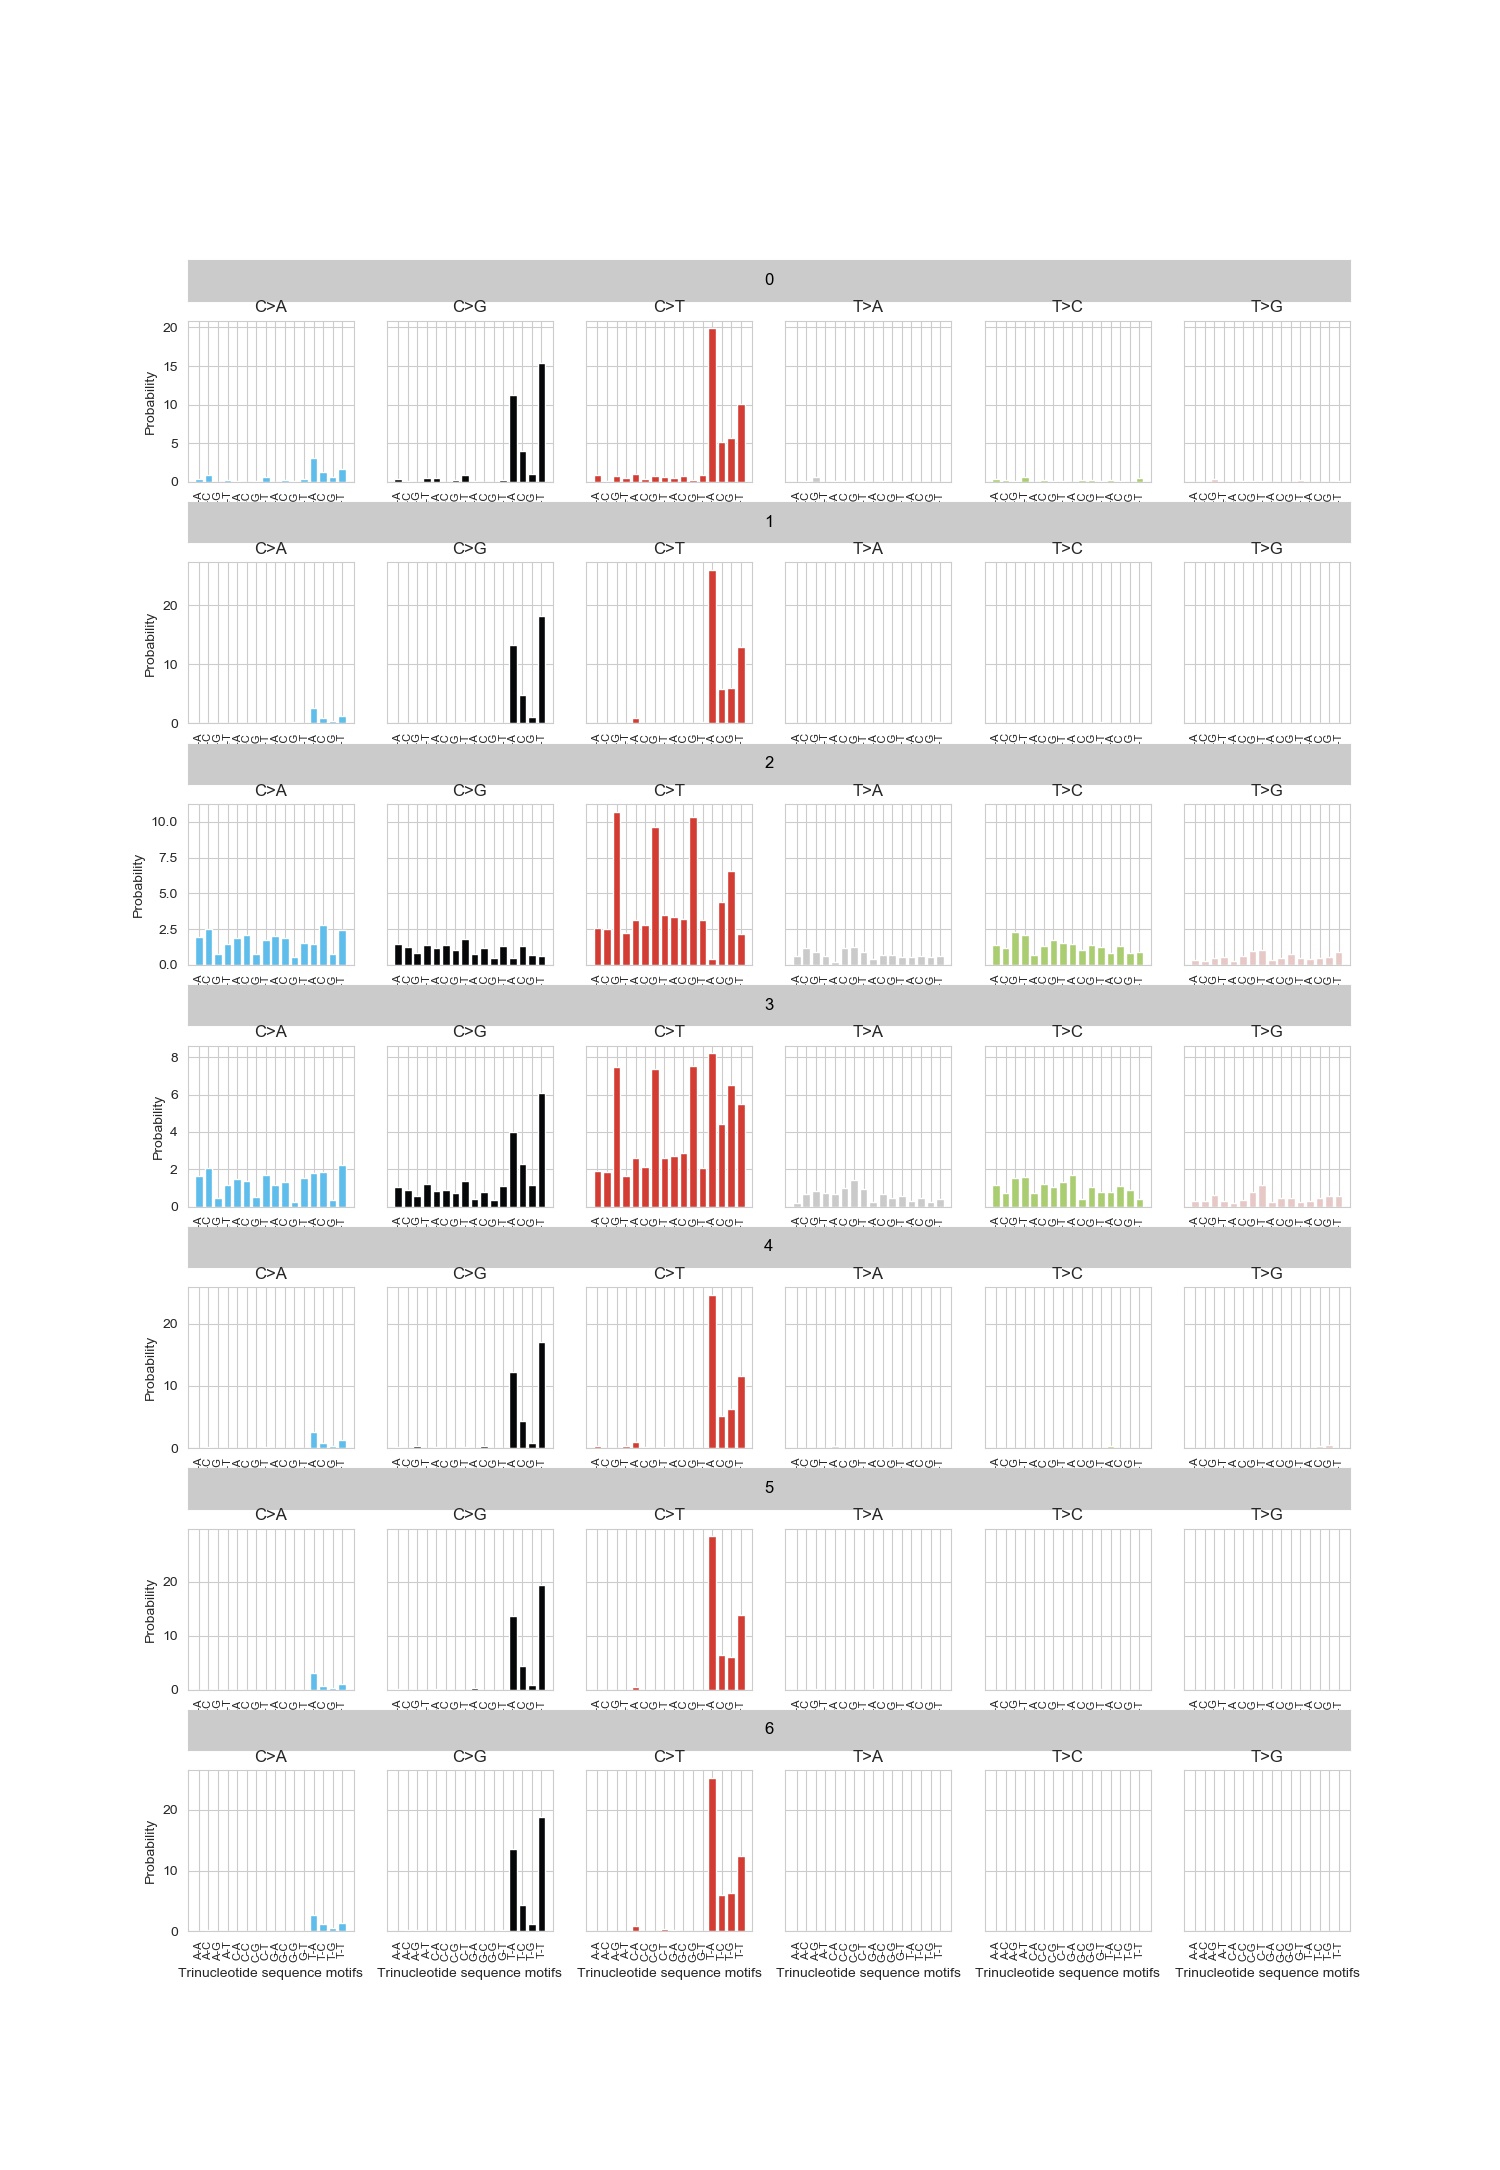 0
C>A C>G C>T T>A T>C T>G
20
15
10
5
0
Probability
1
C>A C>G C>T T>A T>C T>G
20
10
0
Probability
2
C>A C>G C>T T>A T>C T>G
10.0
7.5
5.0
2.5
0.0
Probability
3
C>A C>G C>T T>A T>C T>G
8
6
4
2
0
Probability
4
C>A C>G C>T T>A T>C T>G
20
10
0
Probability
5
C>A C>G C>T T>A T>C T>G
20
10
0
Probability
6
C>A C>G C>T T>A T>C T>G
20
10
0
Probability
A-A A-C A-G A-T C-A C-C C-G C-T G-A G-C G-G G-T T-A T-C T-G T-T
A-A A-C A-G A-T C-A C-C C-G C-T G-A G-C G-G G-T T-A T-C T-G T-T
A-A A-C A-G A-T C-A C-C C-G C-T G-A G-C G-G G-T T-A T-C T-G T-T
A-A A-C A-G A-T C-A C-C C-G C-T G-A G-C G-G G-T T-A T-C T-G T-T
A-A A-C A-G A-T C-A C-C C-G C-T G-A G-C G-G G-T T-A T-C T-G T-T
A-A A-C A-G A-T C-A C-C C-G C-T G-A G-C G-G G-T T-A T-C T-G T-T
Trinucleotide sequence motifs Trinucleotide sequence motifs Trinucleotide sequence motifs Trinucleotide sequence motifs Trinucleotide sequence motifs Trinucleotide sequence motifs